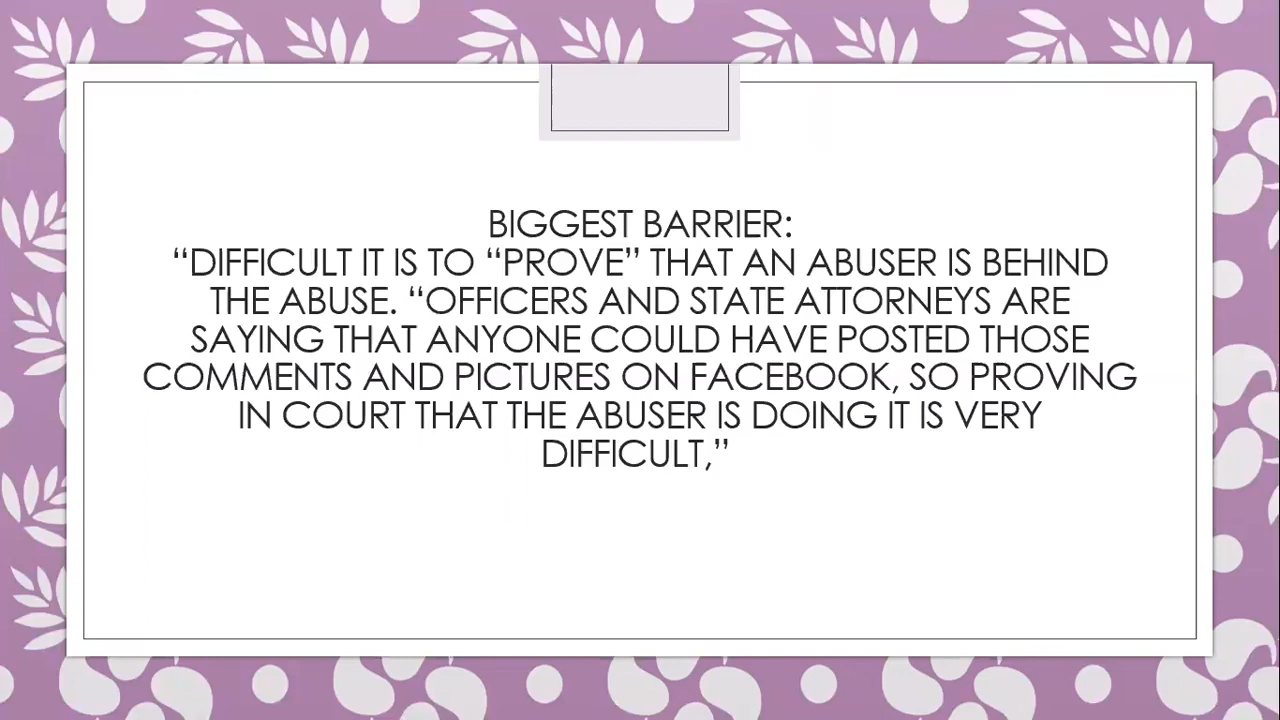 BIGGEST BARRIER:
“DIFFICULT IT IS TO “PROVE” THAT AN ABUSER IS BEHIND
THE ABUSE. “OFFICERS AND STATE ATTORNEYS ARE
SAYING THAT ANYONE COULD HAVE POSTED THOSE
COMMENTS AND PICTURES ON FACEBOOK, SO PROVING
IN COURT THAT THE ABUSER IS DOING IT IS VERY
DIFFICULT,”